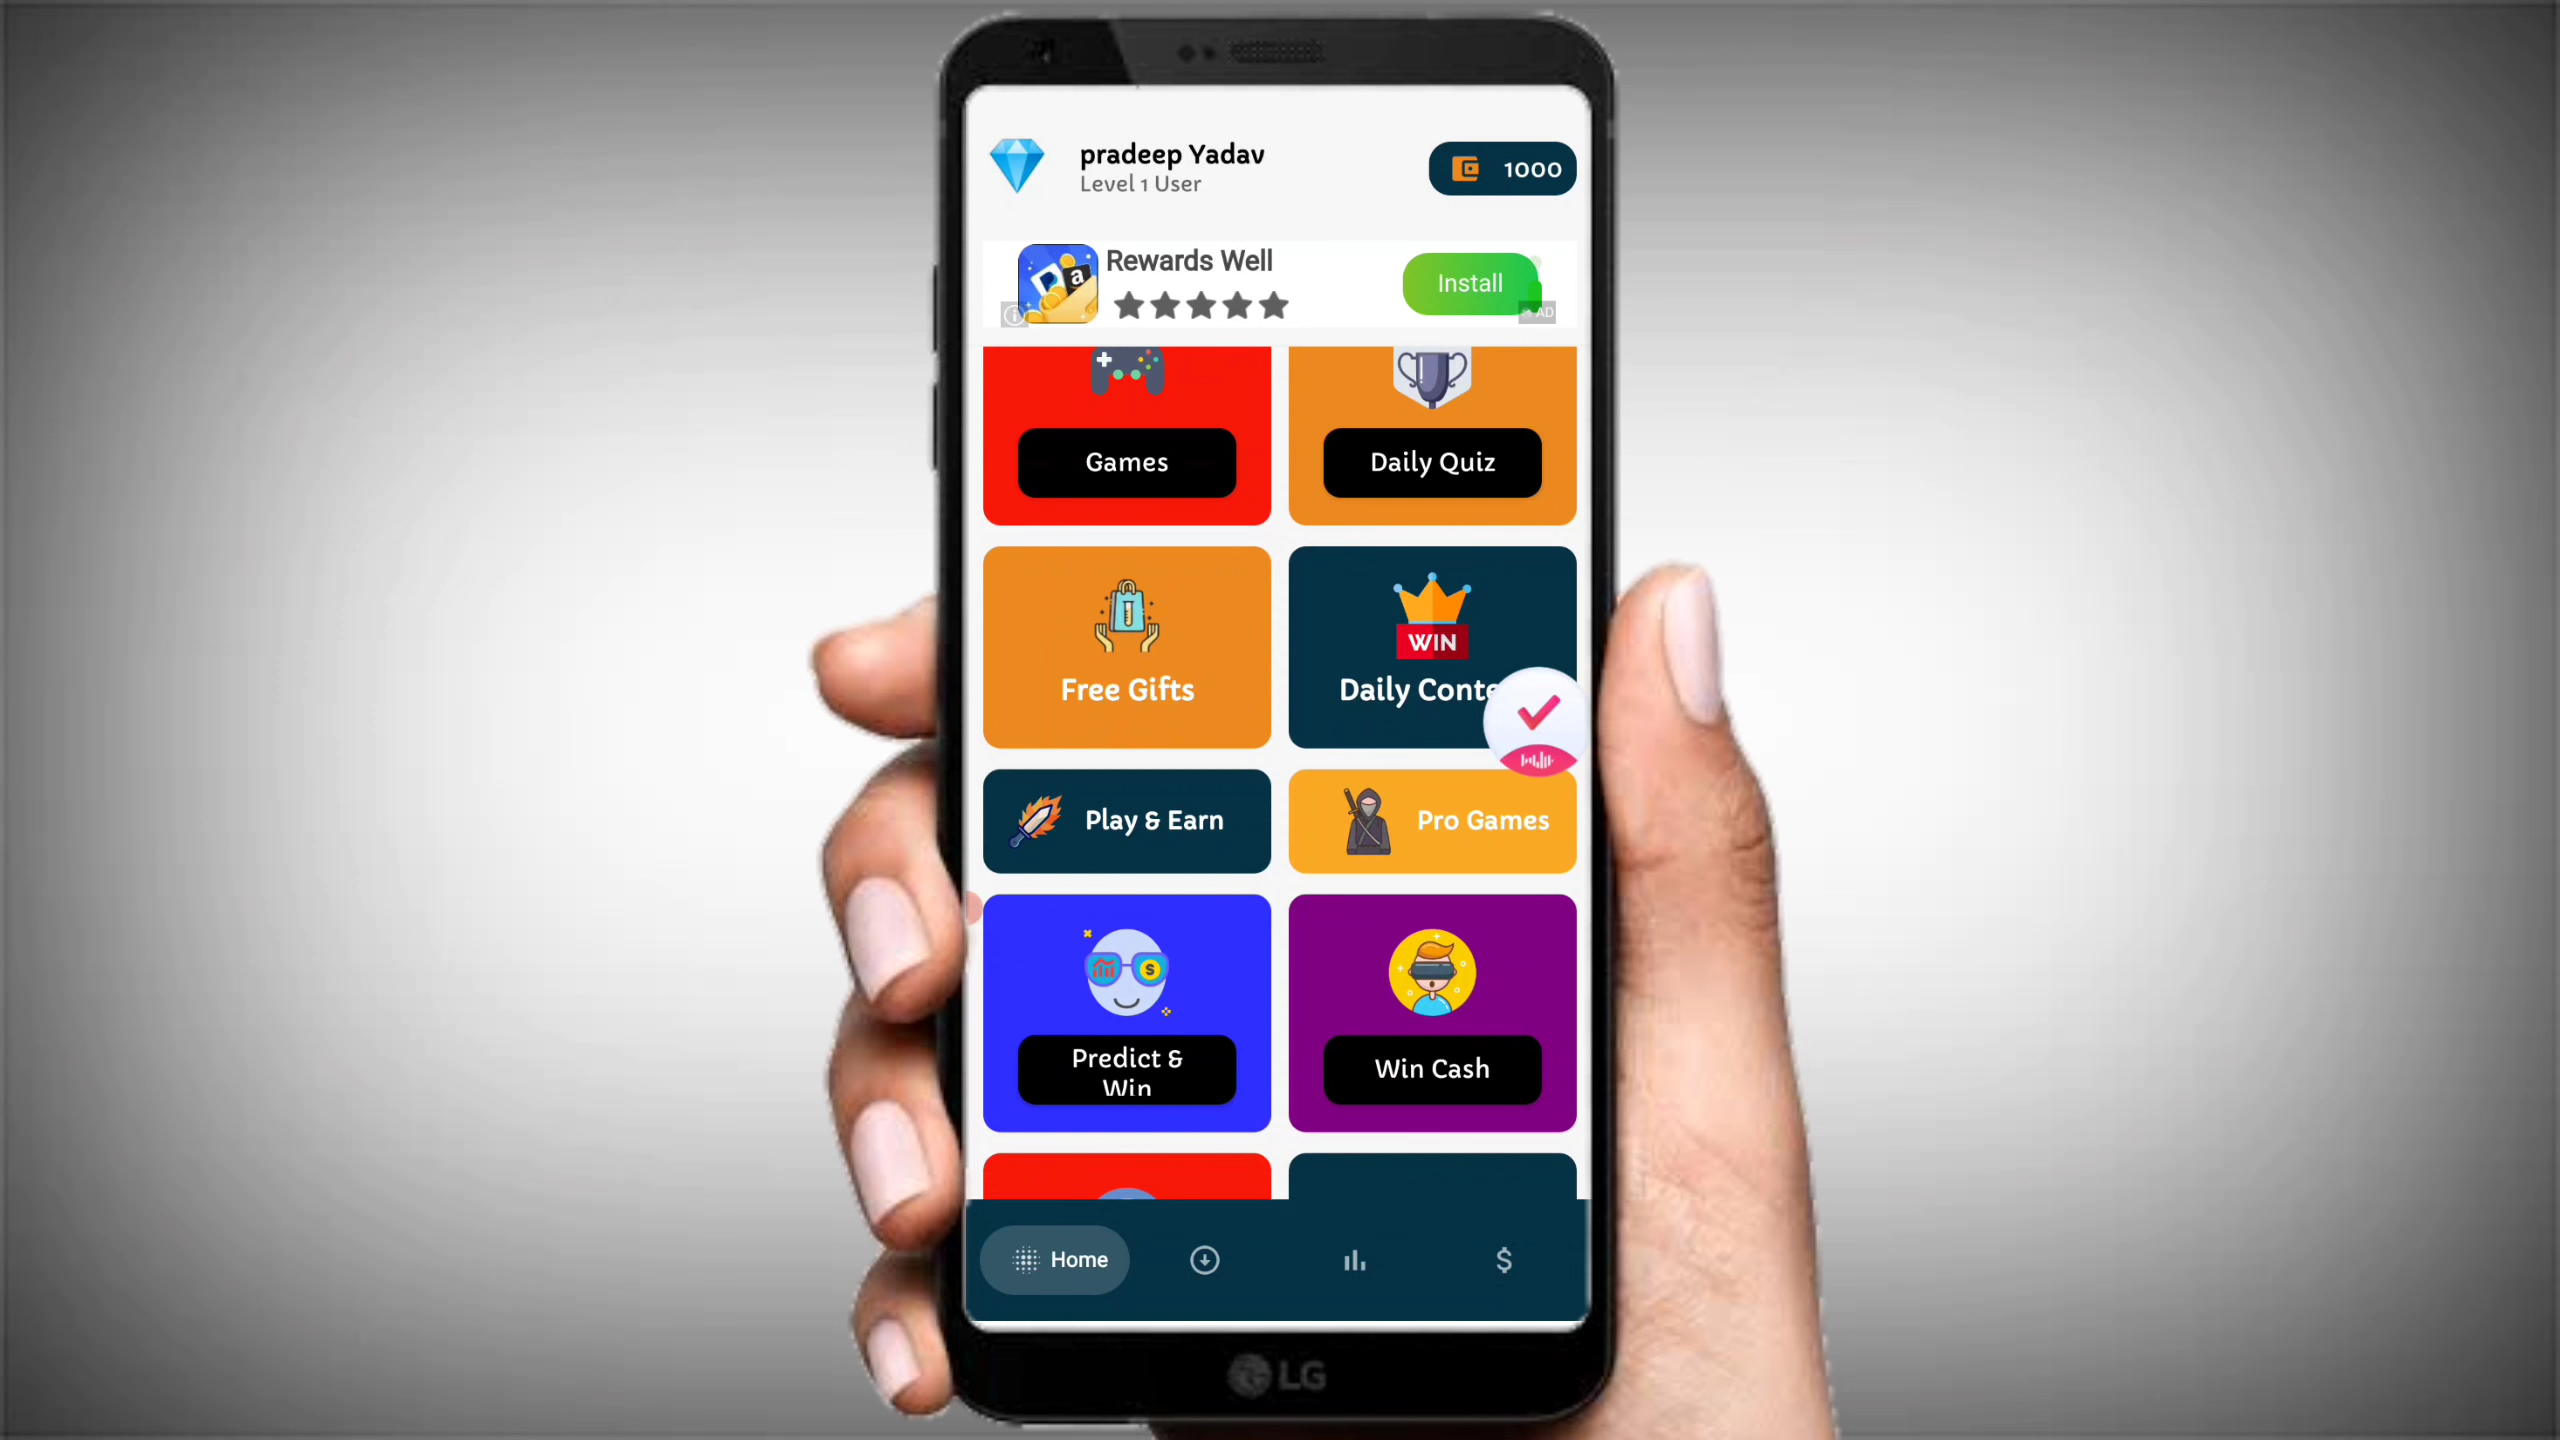 pradeep Yadav
Level 1 User
1000
Rewards Well
a
Install
AD
Games
Daily Quiz
Free Gifts
WIN
Daily Conte
Play & Earn
Pro Games
$
Predict &
Win
Win Cash
Home
$
LG